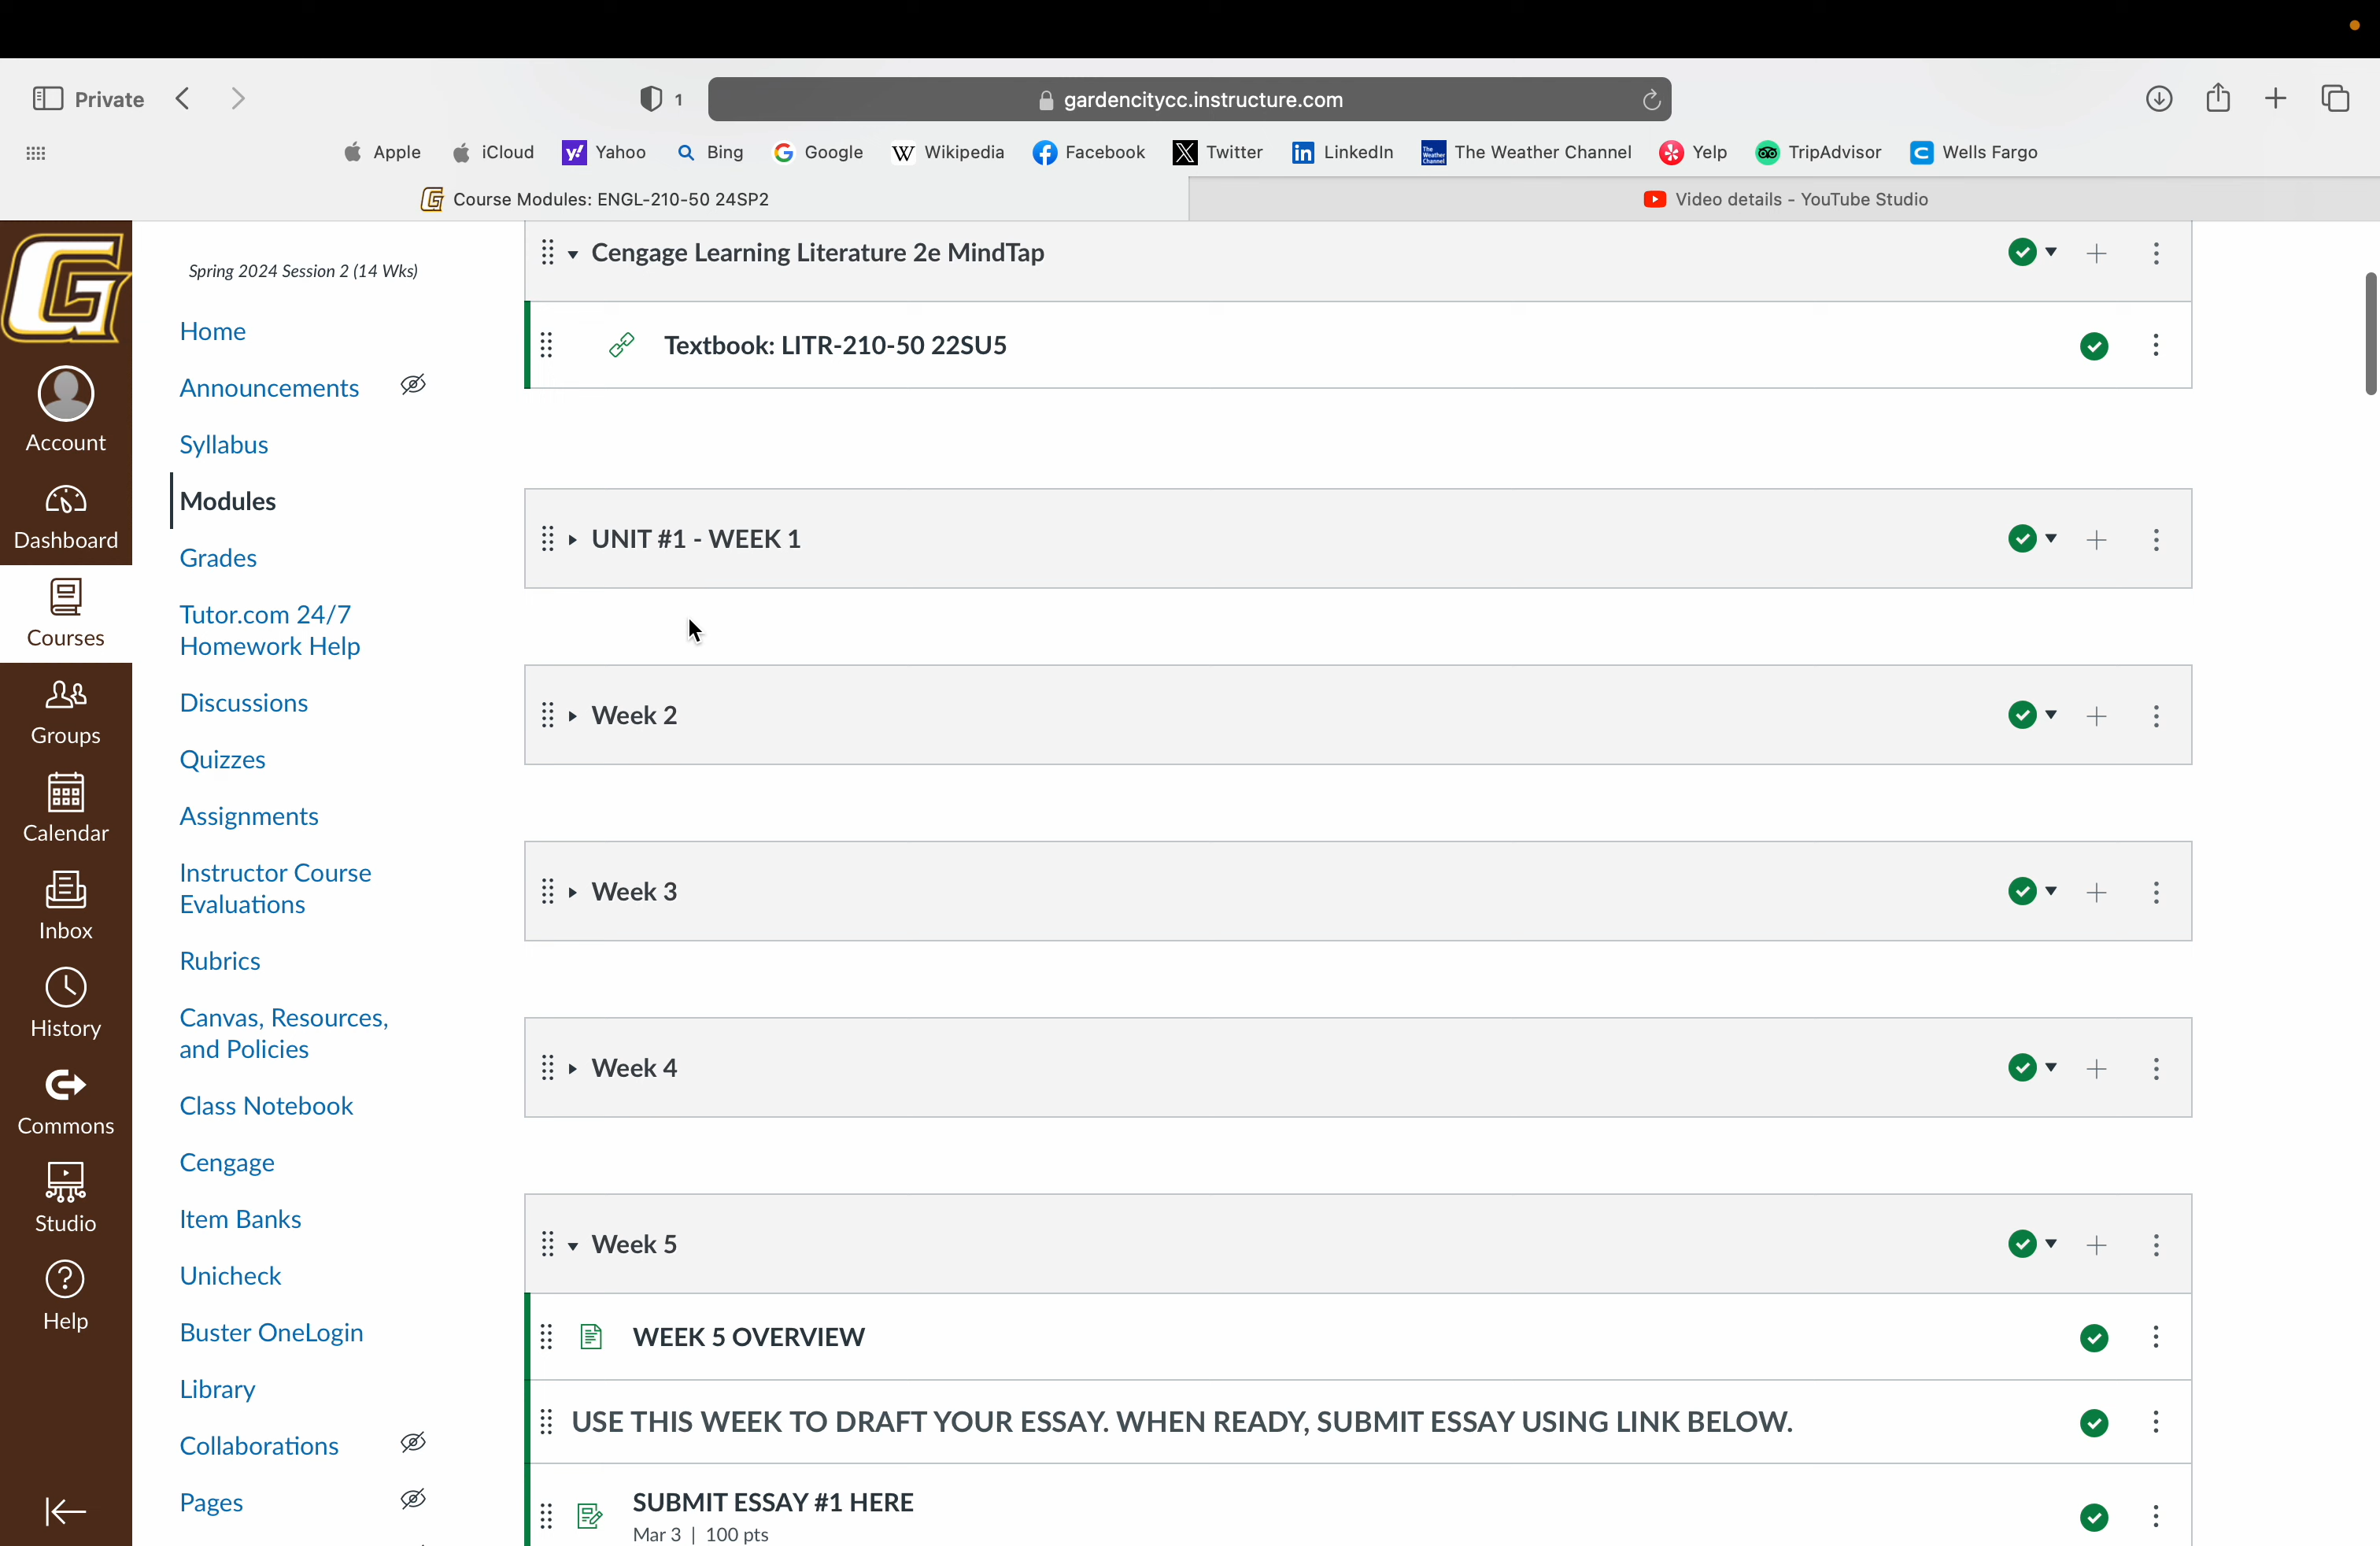 Private
1
gardencitycc.instructure.com
Apple
iCloud
Yahoo
Bing
Google
Wikipedia
Facebook
Twitter
LinkedIn
The Weather Channel
Yelp
TripAdvisor
Wells Fargo
Course Modules: ENGL-210-50 24SP2
Video details - YouTube Studio
Account
Dashboard
Courses
Groups
Calendar
Inbox
History
Commons
Studio
Help
Spring 2024 Session 2 (14 Wks)
Home
Announcements
Syllabus
Modules
Grades
Tutor.com 24/7
Homework Help
Discussions
Quizzes
Assignments
Instructor Course
Evaluations
Rubrics
Canvas, Resources,
and Policies
Class Notebook
Cengage
Item Banks
Unicheck
Buster OneLogin
Library
Collaborations
Pages
Cengage Learning Literature 2e MindTap
Textbook: LITR-210-50 22SU5
UNIT #1 - WEEK 1
Week 2
Week 3
Week 4
Week 5
WEEK 5 OVERVIEW
USE THIS WEEK TO DRAFT YOUR ESSAY. WHEN READY, SUBMIT ESSAY USING LINK BELOW.
SUBMIT ESSAY #1 HERE
Mar 3 | 100 pts